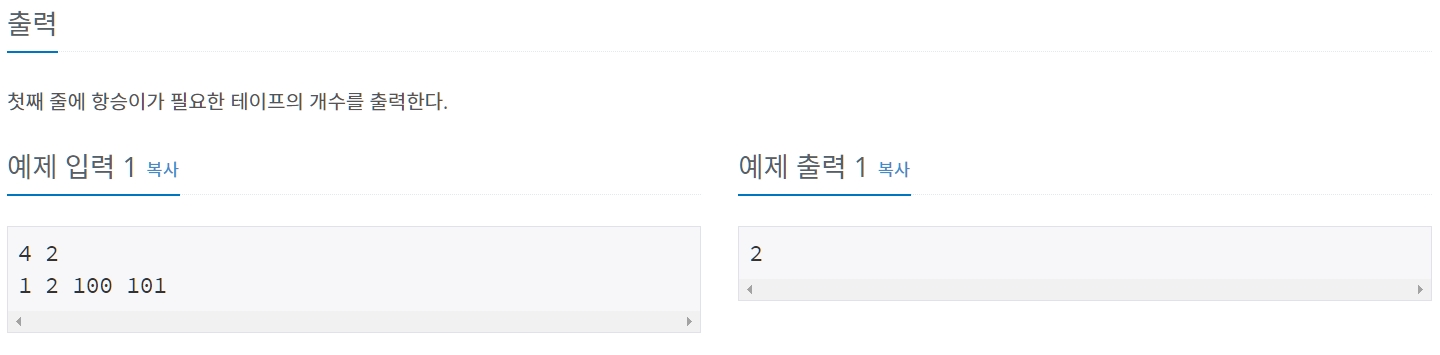 출력
첫째 줄에 항승이가 필요한 테이프의 개수를 출력한다.
예제 입력 1 복사
4 2
1 2 100 101
예제 출력 1 복사
2